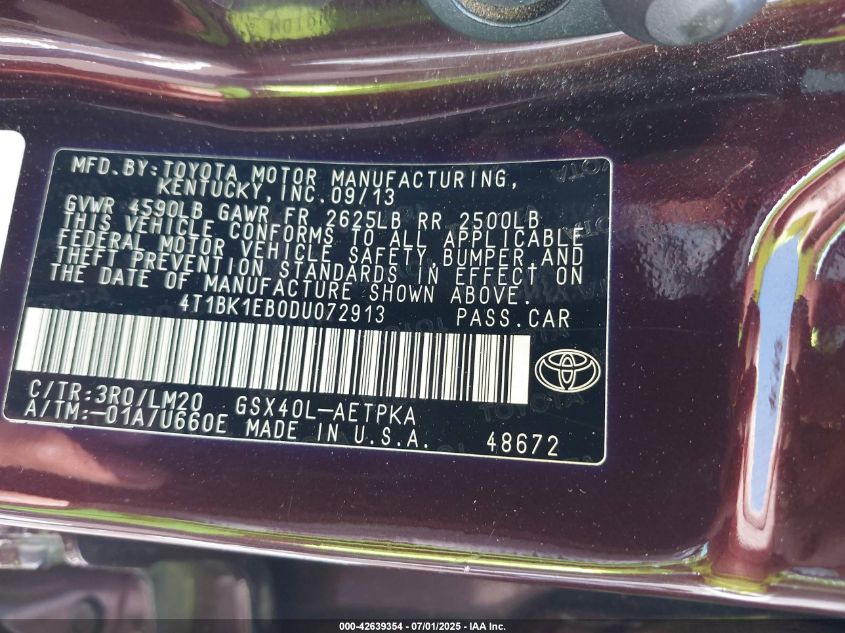 MFD. BY: TOYOTA MOTOR MANUFACTURING,
KENTUCKY, INC. 09/13
GVWR 4590LB GAWR FR 2625LB RR 2500LB
THIS VEHICLE CONFORMS TO ALL APPLICABLE
FEDERAL MOTOR VEHICLE SAFETY, BUMPER, AND
THEFT PREVENTION STANDARDS IN EFFECT ON
THE DATE OF MANUFACTURE SHOWN ABOVE.
4T1BK1EB0DU072913 PASS. CAR
C/TR: 3R0/LM20 GSX40L-AETPKA
A/TM: -01A/U660E MADE IN U.S.A. 48672
000-42639354 - 07/01/2025 - IAA Inc.